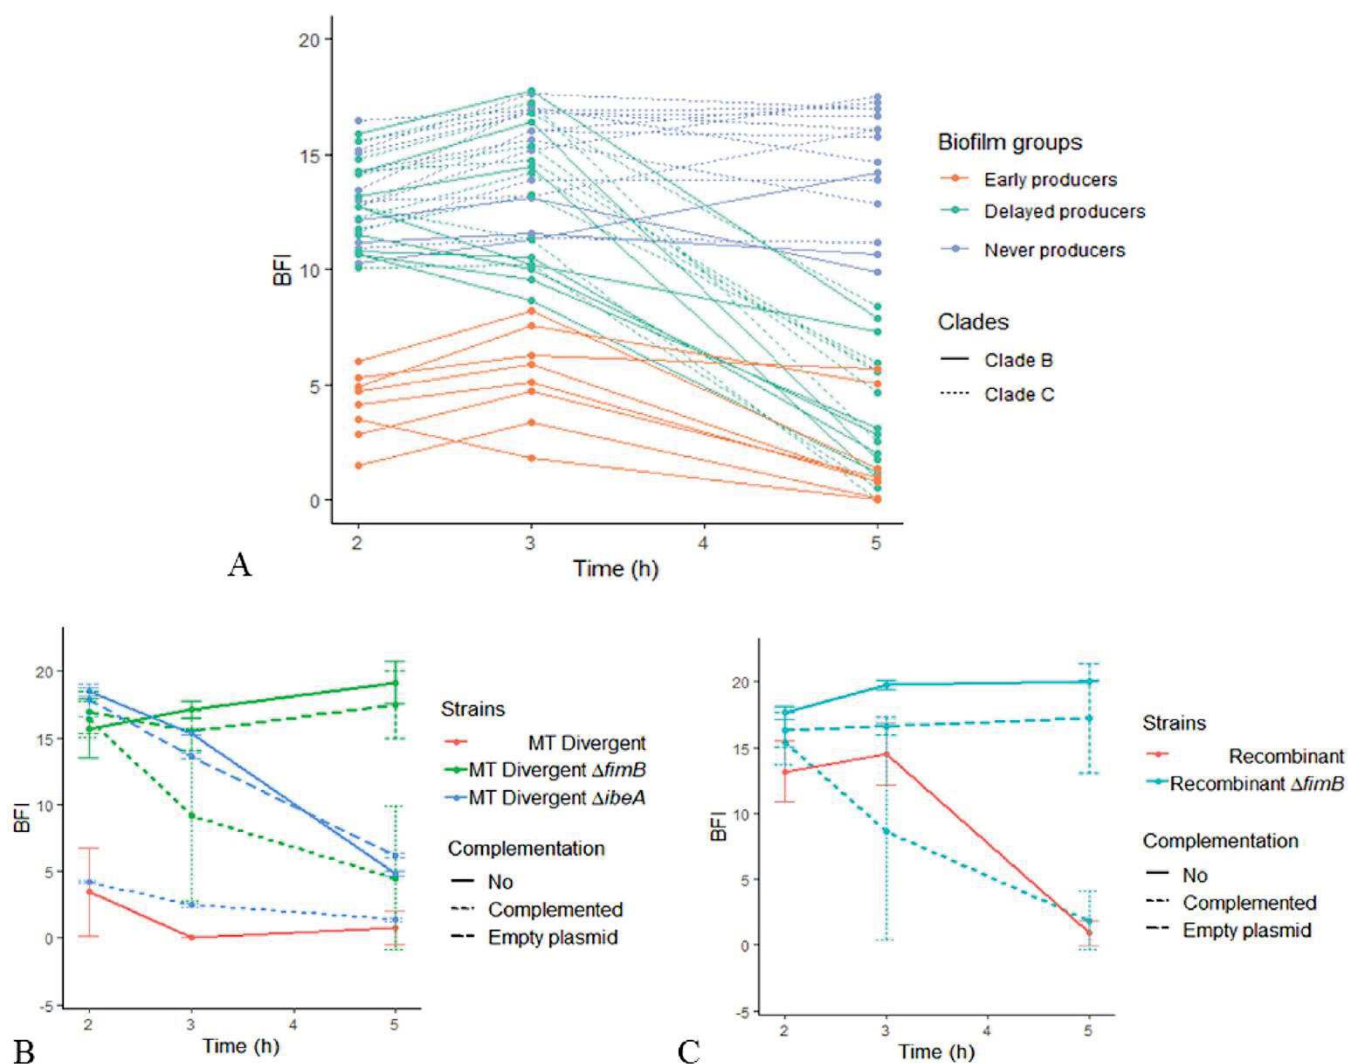 20
15
10
5
0
BFI
2
3
4
5
Time (h)
A
Biofilm groups
Early producers
Delayed producers
Never producers
Clades
Clade B
Clade C
20
15
10
5
0
-5
BFI
2
3
4
5
Time (h)
B
Strains
MT Divergent
MT Divergent ΔfimB
MT Divergent ΔibeA
Complementation
No
Complemented
Empty plasmid
20
15
10
5
0
-5
BFI
2
3
4
5
Time (h)
C
Strains
Recombinant
Recombinant ΔfimB
Complementation
No
Complemented
Empty plasmid